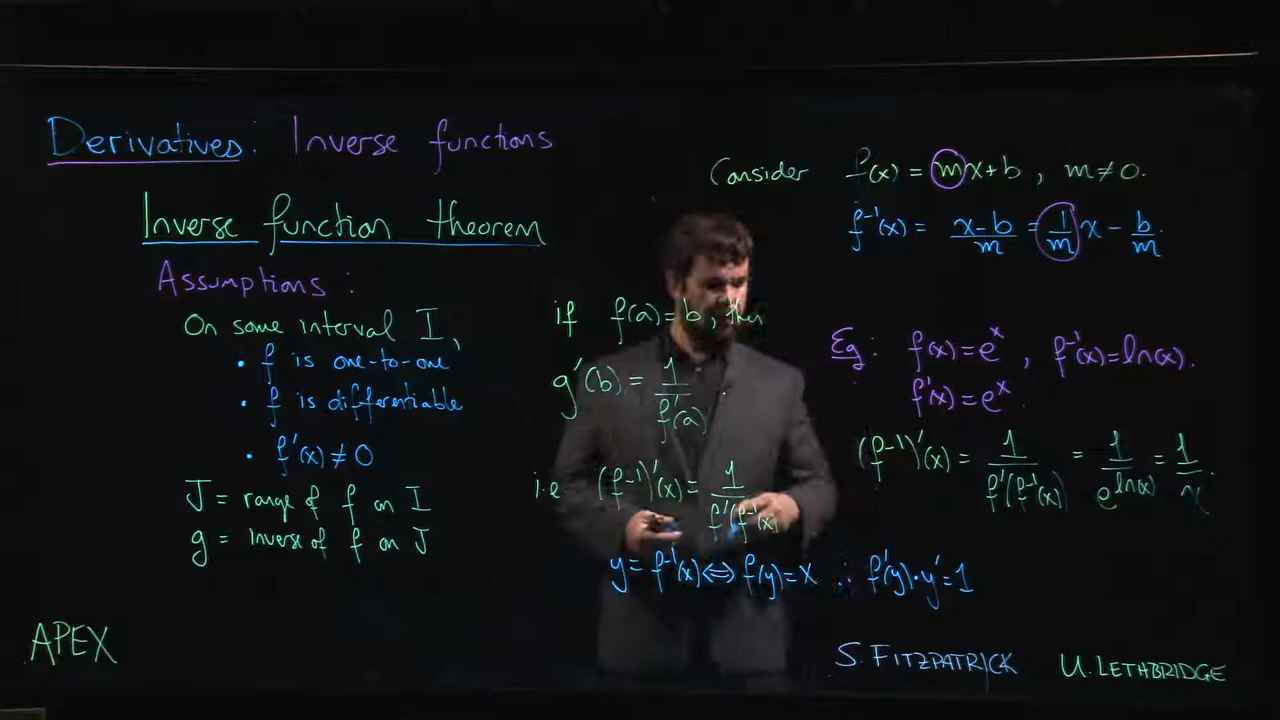 Derivatives: Inverse functions
Inverse function theorem
Assumptions:
On some interval I,
• f is one-to-one
• f is differentiable
• f'(x) ≠ 0
J = range of f on I
g = inverse of f on J
if f(a) = b, then
g'(b) = 1/f'(a)
i.e. (f⁻¹)'(x) = 1/f'(f⁻¹(x))
y = f⁻¹(x) ⇔ f(y) = x ∴ f'(y)·y' = 1
Consider f(x) = mx+b, m≠0.
f⁻¹(x) = (x-b)/m = (1/m)x - b/m.
Eg: f(x) = eˣ, f⁻¹(x) = ln(x).
f'(x) = eˣ.
(f⁻¹)'(x) = 1/f'(f⁻¹(x)) = 1/e^ln(x) = 1/x.
APEX
S. FITZPATRICK U. LETHBRIDGE